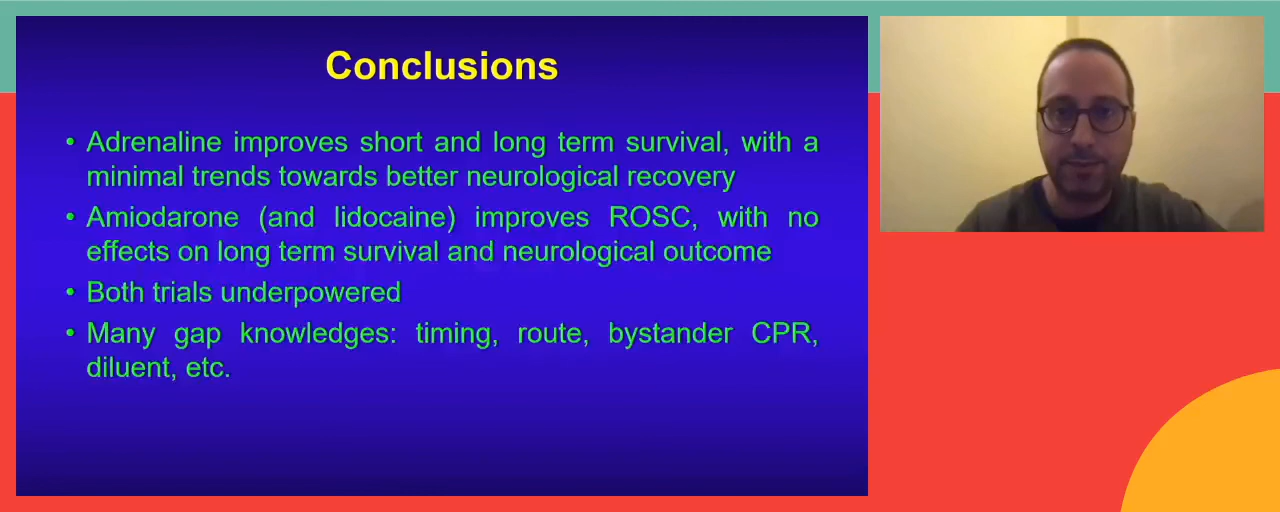 Conclusions
• Adrenaline improves short and long term survival, with a
minimal trends towards better neurological recovery
• Amiodarone (and lidocaine) improves ROSC, with no
effects on long term survival and neurological outcome
• Both trials underpowered
• Many gap knowledges: timing, route, bystander CPR,
diluent, etc.